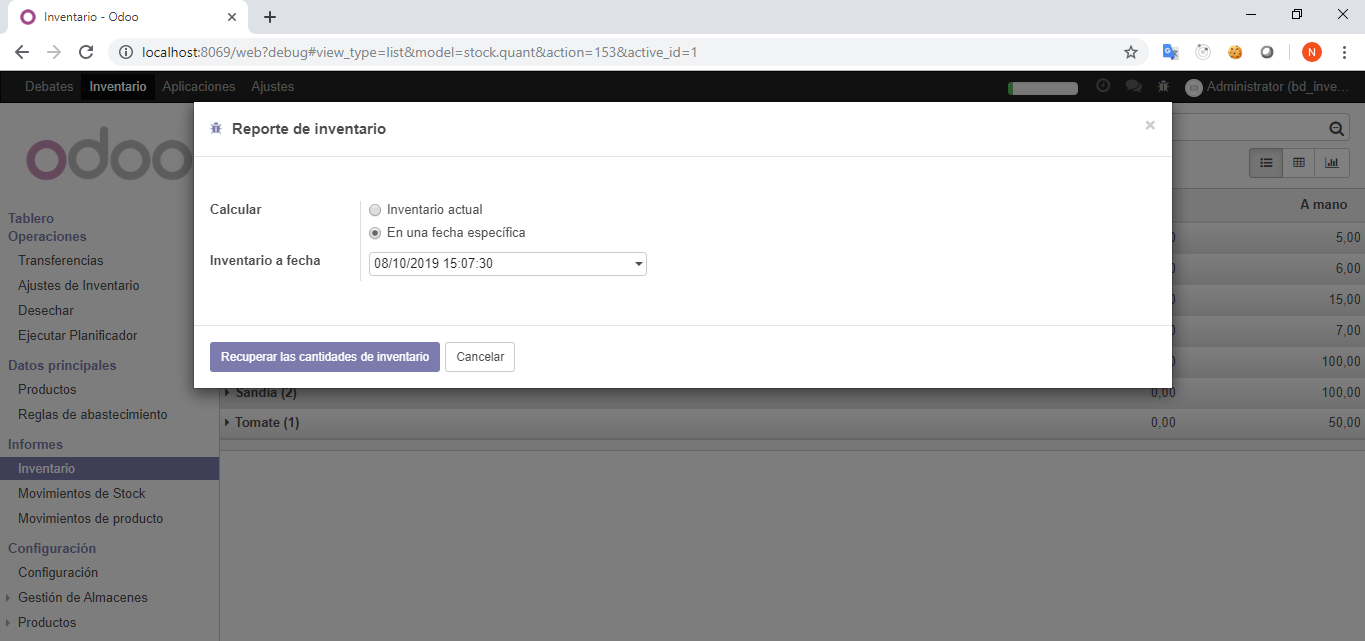 Inventario - Odoo
localhost:8069/web?debug#view_type=list&model=stock.quant&action=153&active_id=1
N
Debates Inventario Aplicaciones Ajustes Administrator (bd_inve...
odoo
Reporte de inventario
Calcular
Inventario actual
En una fecha específica
Inventario a fecha
08/10/2019 15:07:30
Recuperar las cantidades de inventario Cancelar
Tablero
Operaciones
Transferencias
Ajustes de Inventario
Desechar
Ejecutar Planificador
Datos principales
Productos
Reglas de abastecimiento
Informes
Inventario
Movimientos de Stock
Movimientos de producto
Configuración
Configuración
Gestión de Almacenes
Productos
A mano
5,00
6,00
15,00
7,00
100,00
Sandia (2) 0,00 100,00
Tomate (1) 0,00 50,00